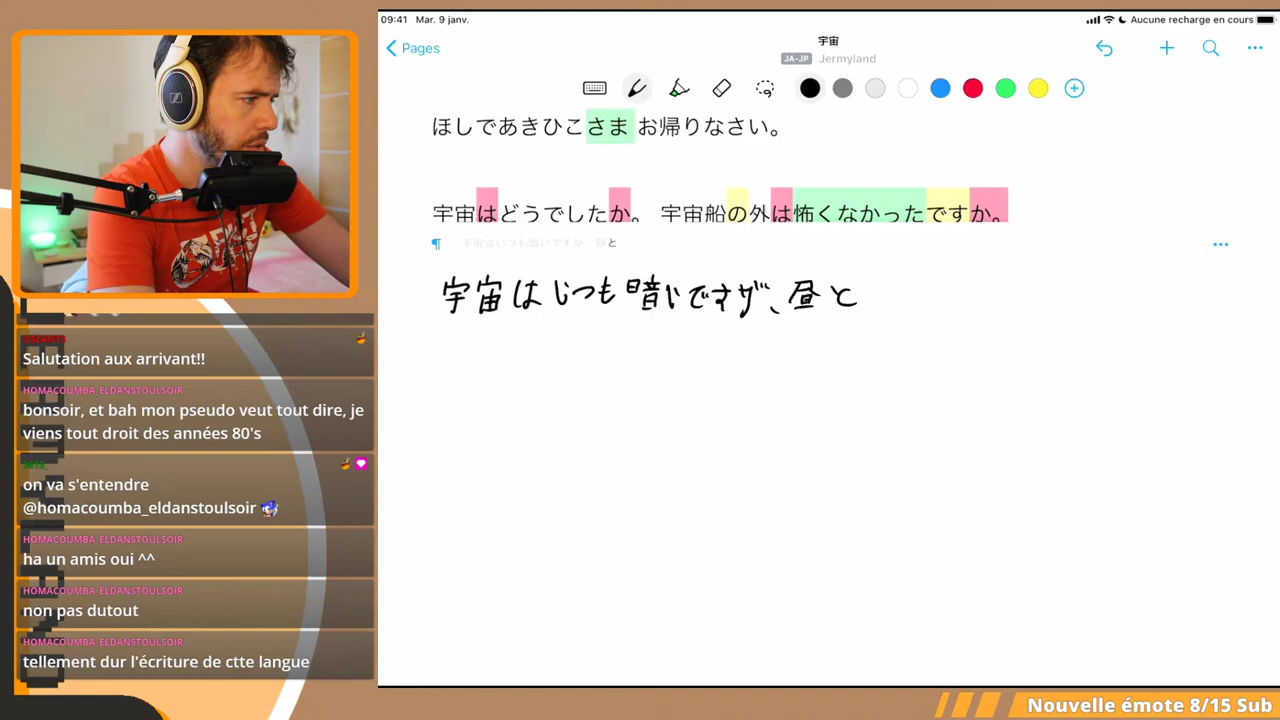 09:41 Mar. 9 janv.
Aucune recharge en cours
Pages
宇宙
JA-JP Jermyland
ほしであきひこさまお帰りなさい。
宇宙はどうでしたか。 宇宙船の外は怖くなかったですか。
宇宙はいつも暗いですが、昼と
宇宙はいつも暗いですが、昼と
Salutation aux arrivant!!
HOMACOUMBA_ELDANSTOULSOIR
bonsoir, et bah mon pseudo veut tout dire, je
viens tout droit des années 80's
on va s'entendre
@homacoumba_eldanstoulsoir
HOMACOUMBA_ELDANSTOULSOIR
ha un amis oui ^^
HOMACOUMBA_ELDANSTOULSOIR
non pas dutout
HOMACOUMBA_ELDANSTOULSOIR
tellement dur l'écriture de ctte langue
Nouvelle émote 8/15 Sub